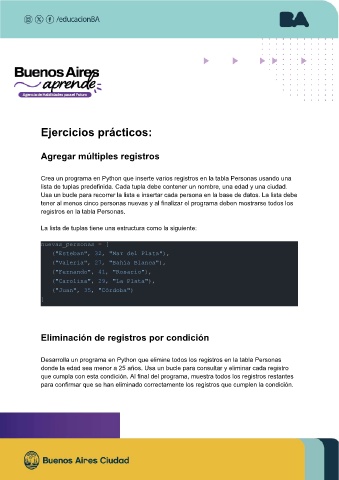 /educacionBA
BA
Buenos Aires
aprende
Agencia de Habilidades para el Futuro
Ejercicios prácticos:
Agregar múltiples registros
Crea un programa en Python que inserte varios registros en la tabla Personas usando una
lista de tuplas predefinida. Cada tupla debe contener un nombre, una edad y una ciudad.
Usa un bucle para recorrer la lista e insertar cada persona en la base de datos. La lista debe
tener al menos cinco personas nuevas y al finalizar el programa deben mostrarse todos los
registros en la tabla Personas.
La lista de tuplas tiene una estructura como la siguiente:
nuevas_personas = [
("Esteban", 32, "Mar del Plata"),
("Valeria", 27, "Bahía Blanca"),
("Fernando", 41, "Rosario"),
("Carolina", 29, "La Plata"),
("Juan", 35, "Córdoba")
]
Eliminación de registros por condición
Desarrolla un programa en Python que elimine todos los registros en la tabla Personas
donde la edad sea menor a 25 años. Usa un bucle para consultar y eliminar cada registro
que cumpla con esta condición. Al final del programa, muestra todos los registros restantes
para confirmar que se han eliminado correctamente los registros que cumplen la condición.
Buenos Aires Ciudad